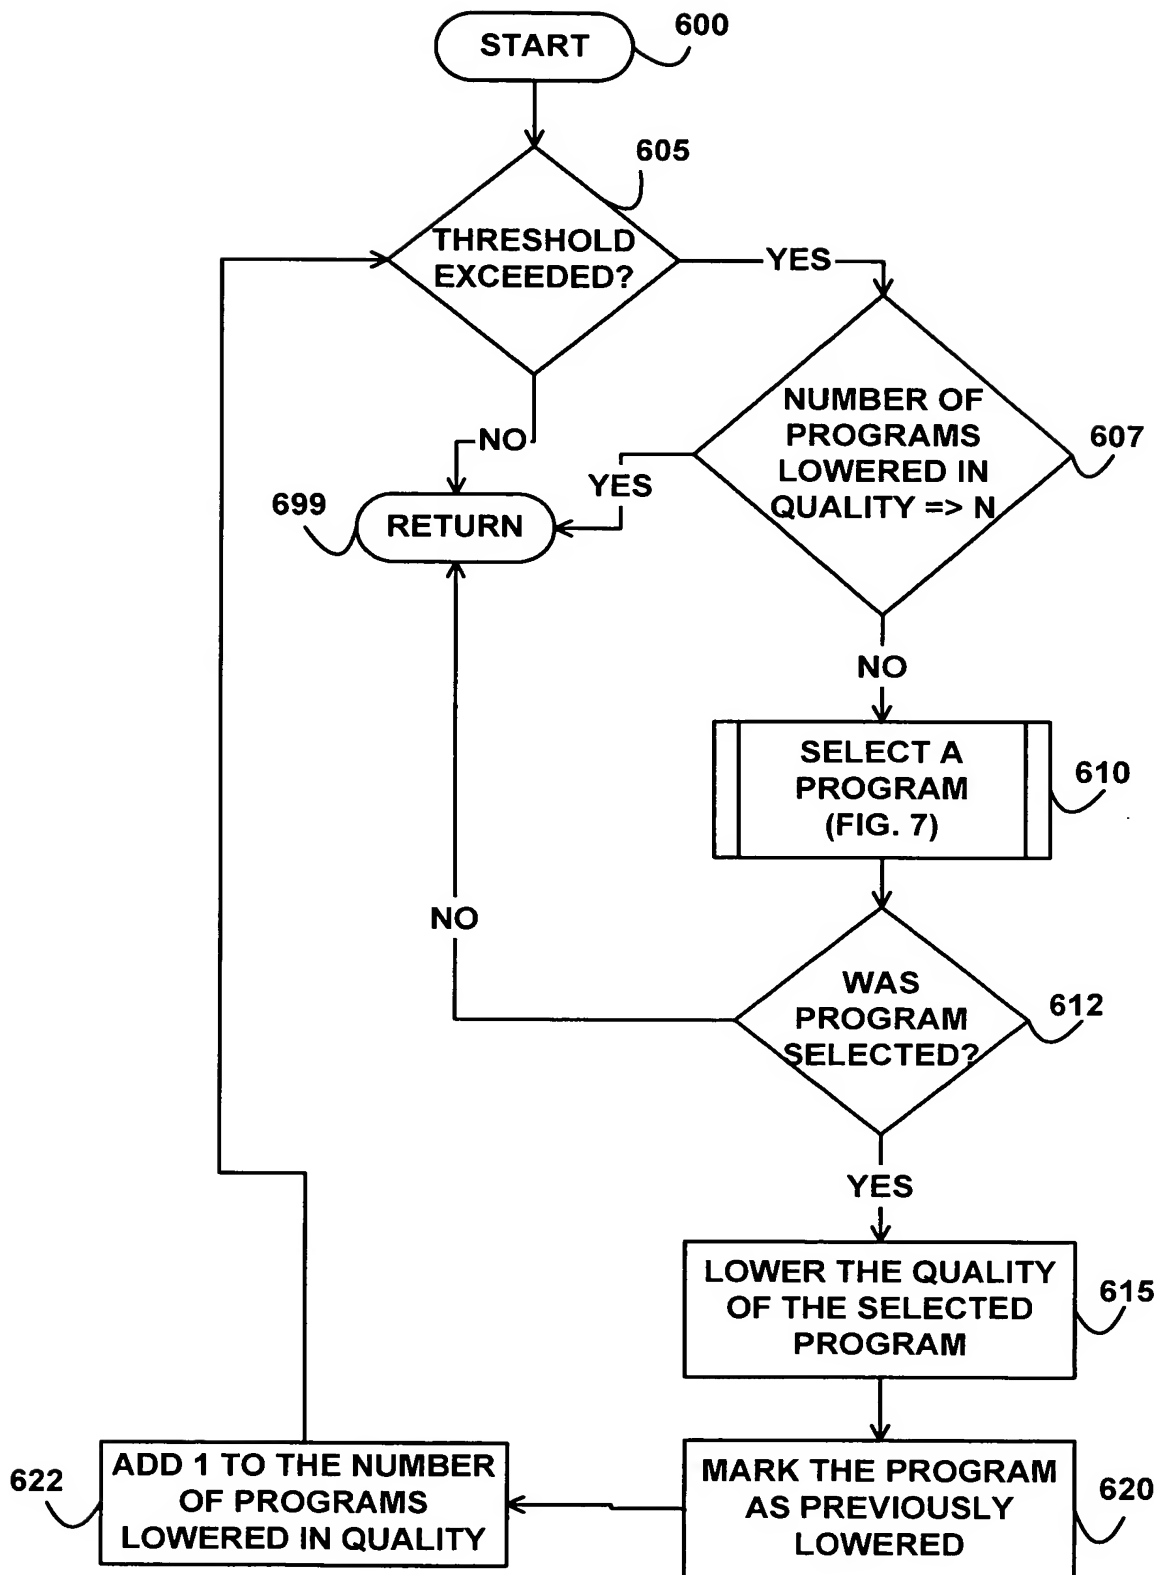 START
600
605
THRESHOLD
EXCEEDED?
YES
NUMBER OF
PROGRAMS
LOWERED IN
QUALITY => N
607
NO
YES
699
RETURN
NO
SELECT A
PROGRAM
(FIG. 7)
610
NO
WAS
PROGRAM
SELECTED?
612
YES
LOWER THE QUALITY
OF THE SELECTED
PROGRAM
615
MARK THE PROGRAM
AS PREVIOUSLY
LOWERED
620
ADD 1 TO THE NUMBER
OF PROGRAMS
LOWERED IN QUALITY
622